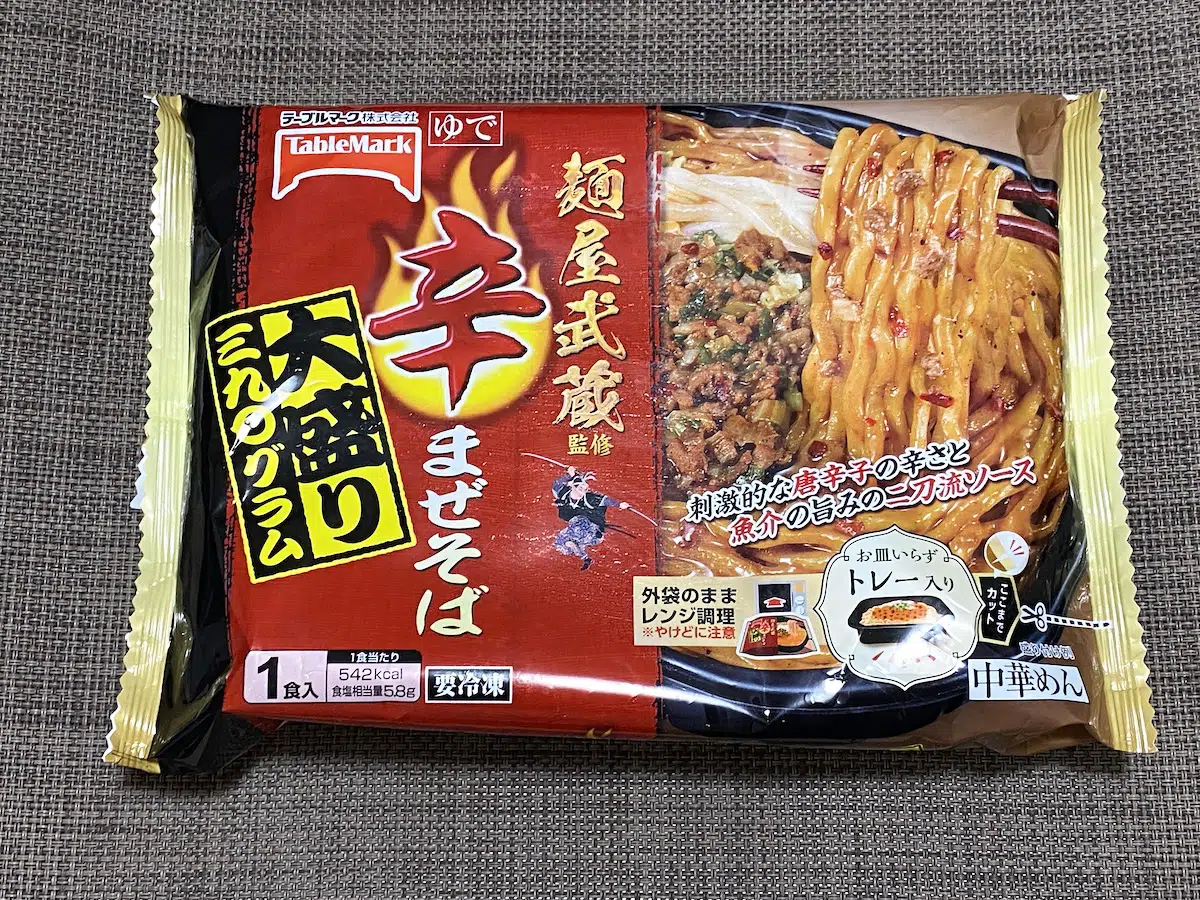 テーブルマーク株式会社
TableMark
ゆで
麺屋武蔵
監修
辛まぜそば
大盛り
三九〇グラム
刺激的な唐辛子の辛さと
魚介の旨みの二刀流ソース
外袋のまま
レンジ調理
※やけどに注意
お皿いらず
トレー入り
ここまで
カット
1食入
1食当たり
542kcal
食塩相当量5.8g
要冷凍
中華めん